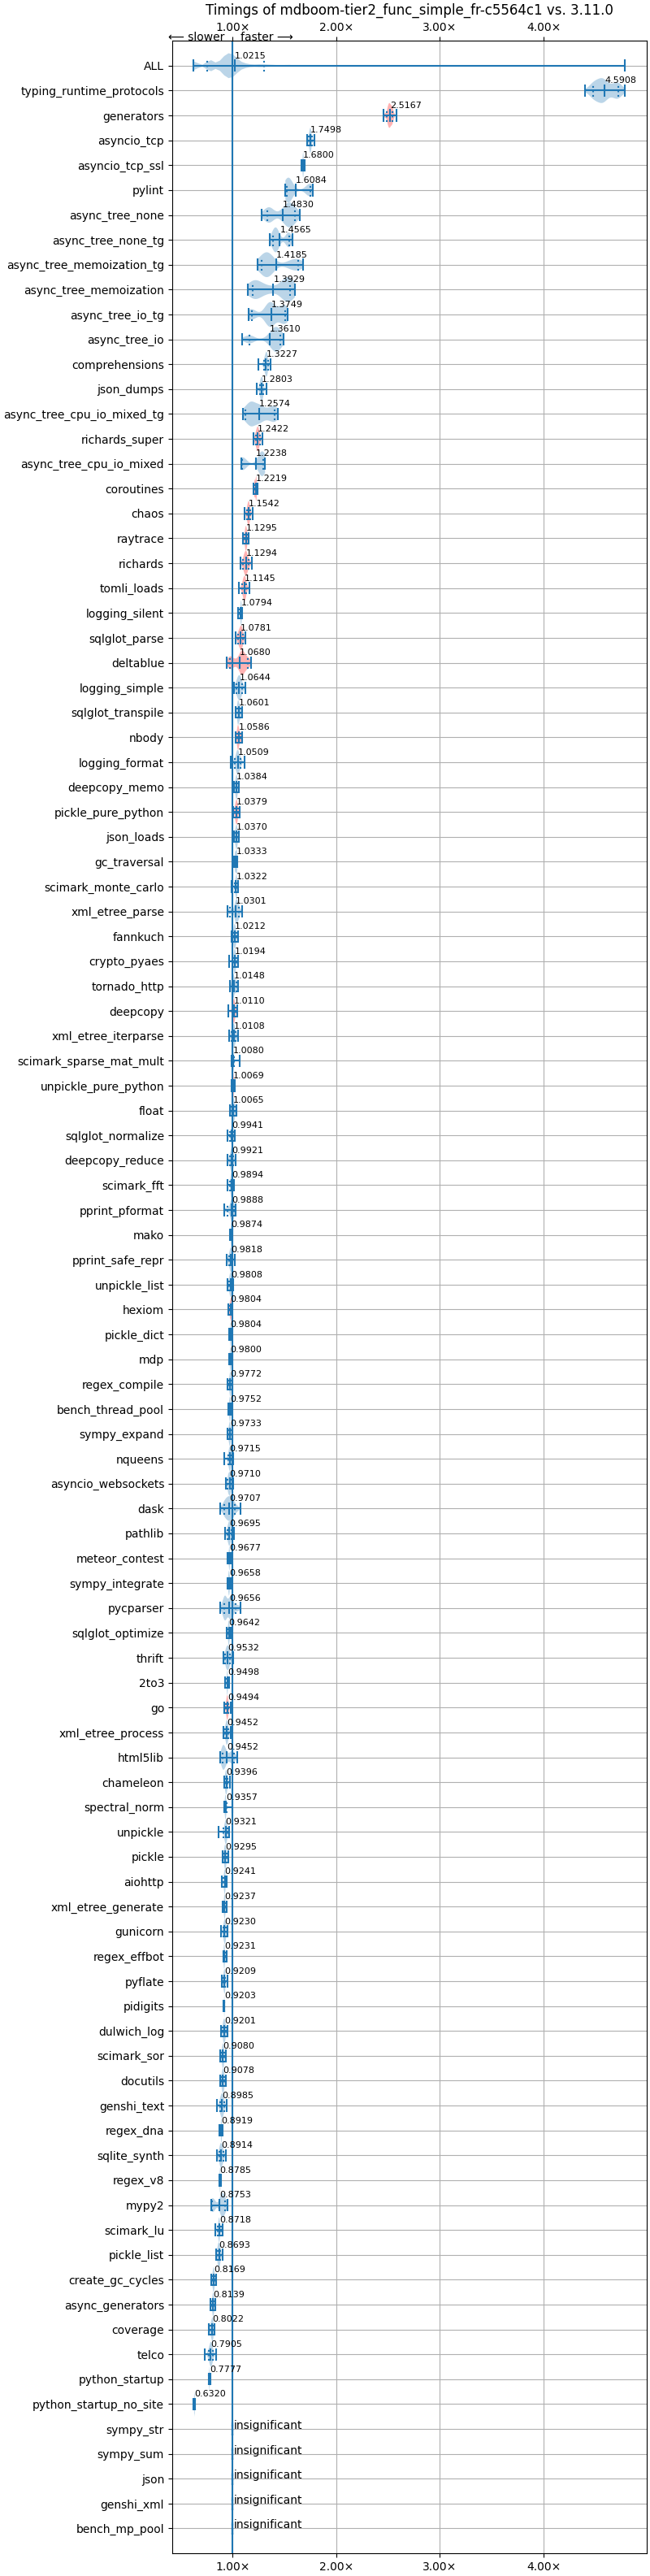 Timings of mdboom-tier2_func_simple_fr-c5564c1 vs. 3.11.0
1.00× 2.00× 3.00× 4.00×
⟵ slower faster ⟶
ALL 1.0215
typing_runtime_protocols 4.5908
generators 2.5167
asyncio_tcp 1.7498
asyncio_tcp_ssl 1.6800
pylint 1.6084
async_tree_none 1.4830
async_tree_none_tg 1.4565
async_tree_memoization_tg 1.4185
async_tree_memoization 1.3929
async_tree_io_tg 1.3749
async_tree_io 1.3610
comprehensions 1.3227
json_dumps 1.2803
async_tree_cpu_io_mixed_tg 1.2574
richards_super 1.2422
async_tree_cpu_io_mixed 1.2238
coroutines 1.2219
chaos 1.1542
raytrace 1.1295
richards 1.1294
tomli_loads 1.1145
logging_silent 1.0794
sqlglot_parse 1.0781
deltablue 1.0680
logging_simple 1.0644
sqlglot_transpile 1.0601
nbody 1.0586
logging_format 1.0509
deepcopy_memo 1.0384
pickle_pure_python 1.0379
json_loads 1.0370
gc_traversal 1.0333
scimark_monte_carlo 1.0322
xml_etree_parse 1.0301
fannkuch 1.0212
crypto_pyaes 1.0194
tornado_http 1.0148
deepcopy 1.0110
xml_etree_iterparse 1.0108
scimark_sparse_mat_mult 1.0080
unpickle_pure_python 1.0069
float 1.0065
sqlglot_normalize 0.9941
deepcopy_reduce 0.9921
scimark_fft 0.9894
pprint_pformat 0.9888
mako 0.9874
pprint_safe_repr 0.9818
unpickle_list 0.9808
hexiom 0.9804
pickle_dict 0.9804
mdp 0.9800
regex_compile 0.9772
bench_thread_pool 0.9752
sympy_expand 0.9733
nqueens 0.9715
asyncio_websockets 0.9710
dask 0.9707
pathlib 0.9695
meteor_contest 0.9677
sympy_integrate 0.9658
pycparser 0.9656
sqlglot_optimize 0.9642
thrift 0.9532
2to3 0.9498
go 0.9494
xml_etree_process 0.9452
html5lib 0.9452
chameleon 0.9396
spectral_norm 0.9357
unpickle 0.9321
pickle 0.9295
aiohttp 0.9241
xml_etree_generate 0.9237
gunicorn 0.9230
regex_effbot 0.9231
pyflate 0.9209
pidigits 0.9203
dulwich_log 0.9201
scimark_sor 0.9080
docutils 0.9078
genshi_text 0.8985
regex_dna 0.8919
sqlite_synth 0.8914
regex_v8 0.8785
mypy2 0.8753
scimark_lu 0.8718
pickle_list 0.8693
create_gc_cycles 0.8169
async_generators 0.8139
coverage 0.8022
telco 0.7905
python_startup 0.7777
python_startup_no_site 0.6320
sympy_str insignificant
sympy_sum insignificant
json insignificant
genshi_xml insignificant
bench_mp_pool insignificant
1.00× 2.00× 3.00× 4.00×